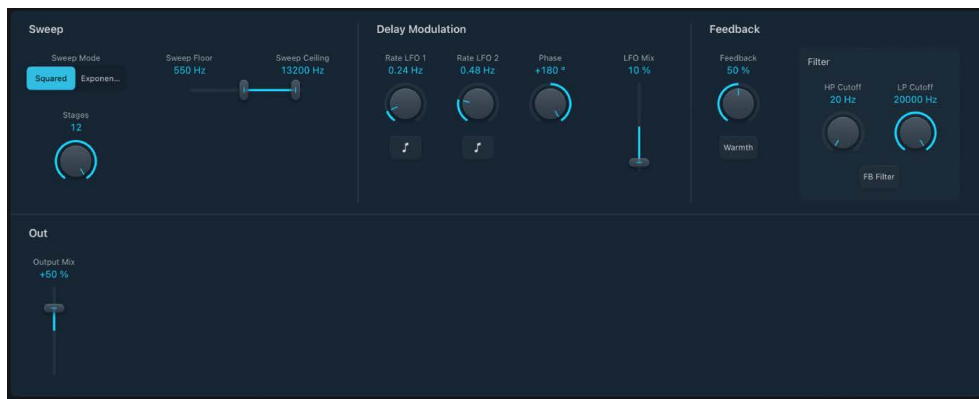 Sweep
Sweep Mode
Squared
Exponen...
Sweep Floor
550 Hz
Sweep Ceiling
13200 Hz
Stages
12
Delay Modulation
Rate LFO 1
0.24 Hz
Rate LFO 2
0.48 Hz
Phase
+180 °
LFO Mix
10 %
Feedback
Feedback
50 %
Warmth
Filter
HP Cutoff
20 Hz
LP Cutoff
20000 Hz
FB Filter
Out
Output Mix
+50 %